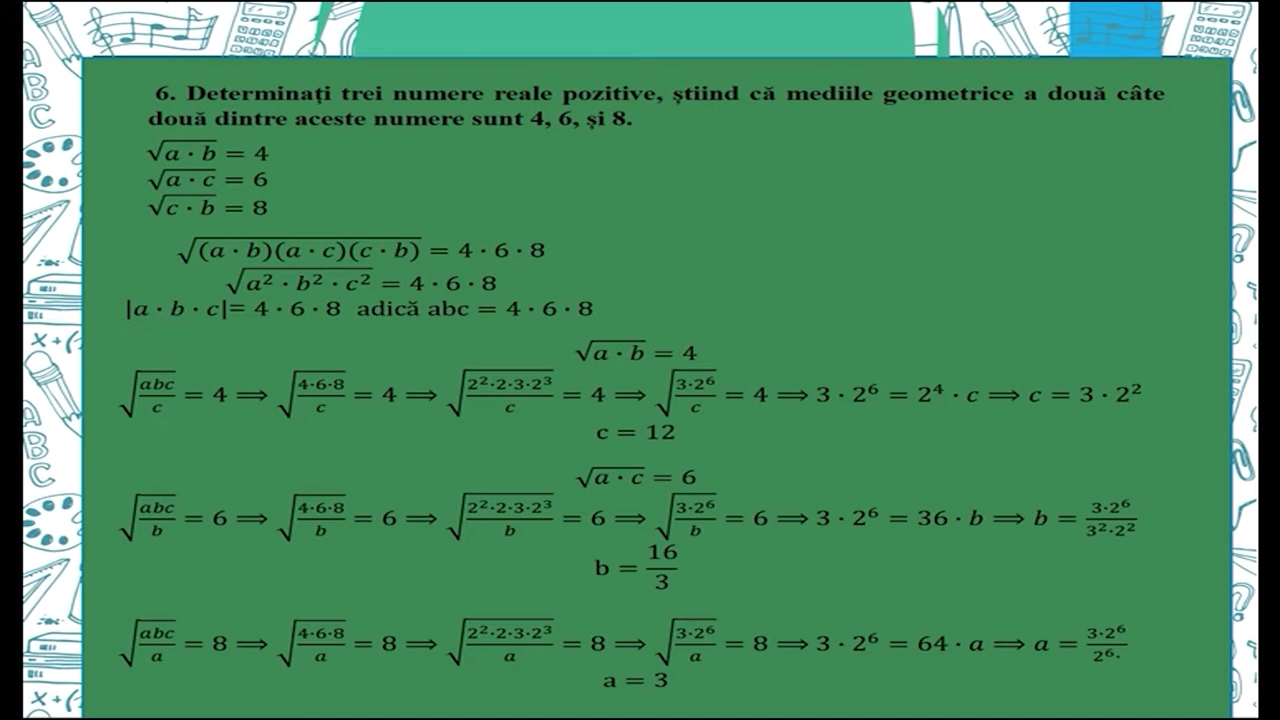 6. Determinați trei numere reale pozitive, știind că mediile geometrice a două câte
două dintre aceste numere sunt 4, 6, și 8.
√(a · b) = 4
√(a · c) = 6
√(c · b) = 8
√((a · b)(a · c)(c · b)) = 4 · 6 · 8
√(a² · b² · c²) = 4 · 6 · 8
|a · b · c|= 4 · 6 · 8 adică abc = 4 · 6 · 8
√(a · b) = 4
√(abc/c) = 4 ⟹ √(4·6·8/c) = 4 ⟹ √(2²·2·3·2³/c) = 4 ⟹ √(3·2⁶/c) = 4 ⟹ 3 · 2⁶ = 2⁴ · c ⟹ c = 3 · 2²
c = 12
√(a · c) = 6
√(abc/b) = 6 ⟹ √(4·6·8/b) = 6 ⟹ √(2²·2·3·2³/b) = 6 ⟹ √(3·2⁶/b) = 6 ⟹ 3 · 2⁶ = 36 · b ⟹ b = 3·2⁶/3²·2²
b = 16/3
√(abc/a) = 8 ⟹ √(4·6·8/a) = 8 ⟹ √(2²·2·3·2³/a) = 8 ⟹ √(3·2⁶/a) = 8 ⟹ 3 · 2⁶ = 64 · a ⟹ a = 3·2⁶/2⁶·
a = 3
A
B
C
X+(
A
B
C
X+(